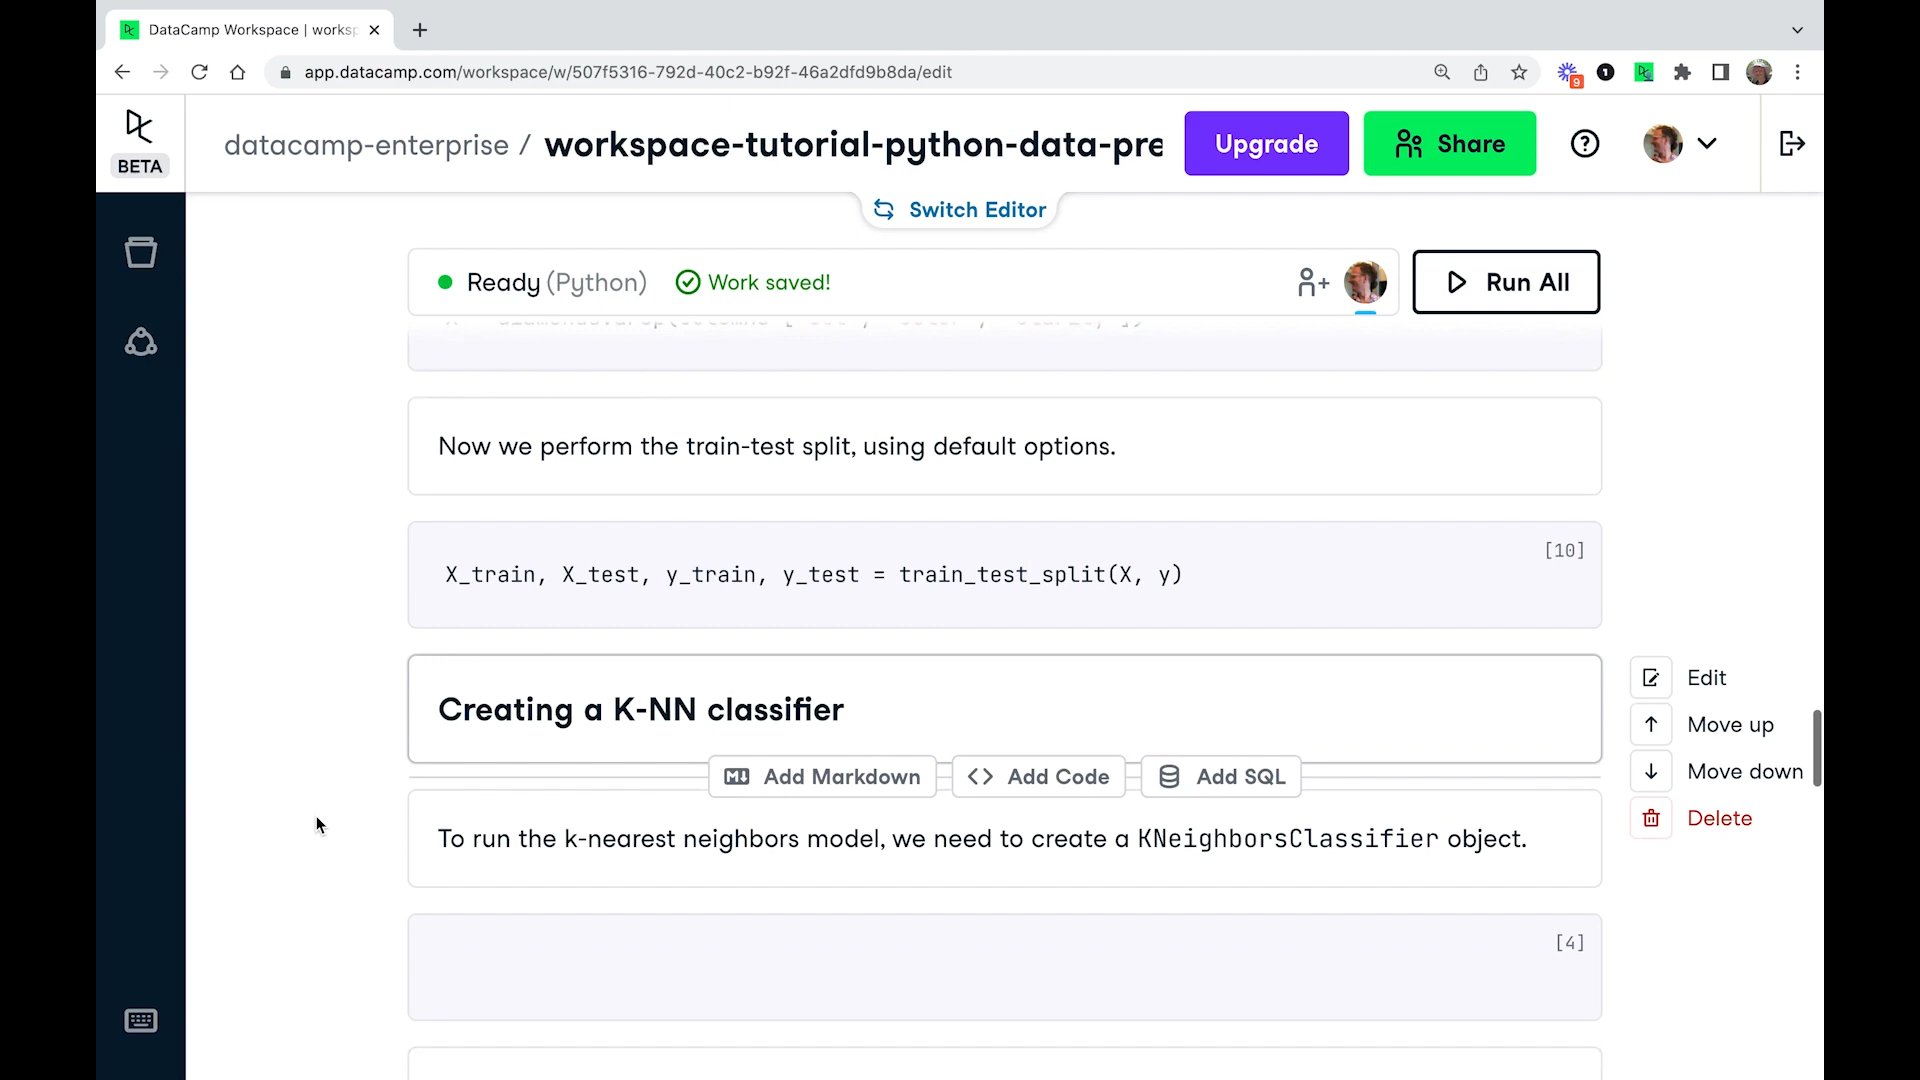 DataCamp Workspace | worksp
app.datacamp.com/workspace/w/507f5316-792d-40c2-b92f-46a2dfd9b8da/edit
9
1
BETA
datacamp-enterprise / workspace-tutorial-python-data-pre
Upgrade
Share
Switch Editor
Ready (Python)
Work saved!
Run All
Now we perform the train-test split, using default options.
[10]
X_train, X_test, y_train, y_test = train_test_split(X, y)
Creating a K-NN classifier
Edit
Move up
Move down
Delete
Add Markdown
Add Code
Add SQL
To run the k-nearest neighbors model, we need to create a KNeighborsClassifier object.
[4]